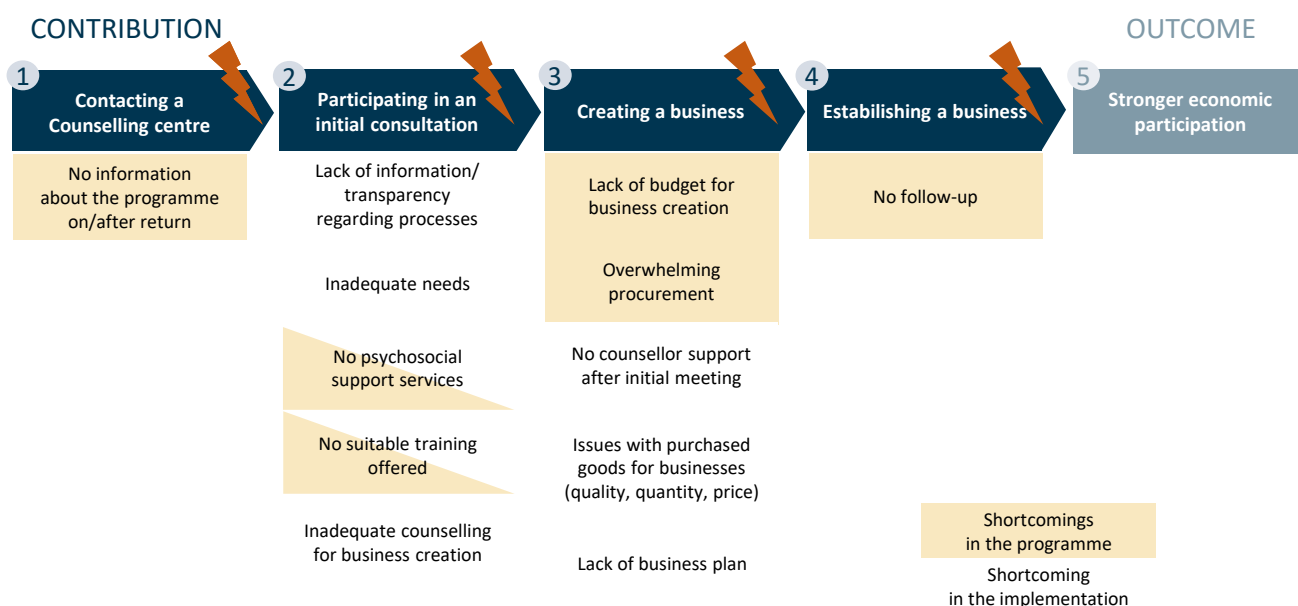 CONTRIBUTION
OUTCOME
1
Contacting a
Counselling centre
2
Participating in an
initial consultation
3
Creating a business
4
Estabilishing a business
5
Stronger economic
participation
No information
about the programme
on/after return
Lack of information/
transparency
regarding processes
Inadequate needs
No psychosocial
support services
No suitable training
offered
Inadequate counselling
for business creation
Lack of budget for
business creation
Overwhelming
procurement
No counsellor support
after initial meeting
Issues with purchased
goods for businesses
(quality, quantity, price)
Lack of business plan
No follow-up
Shortcomings
in the programme
Shortcoming
in the implementation